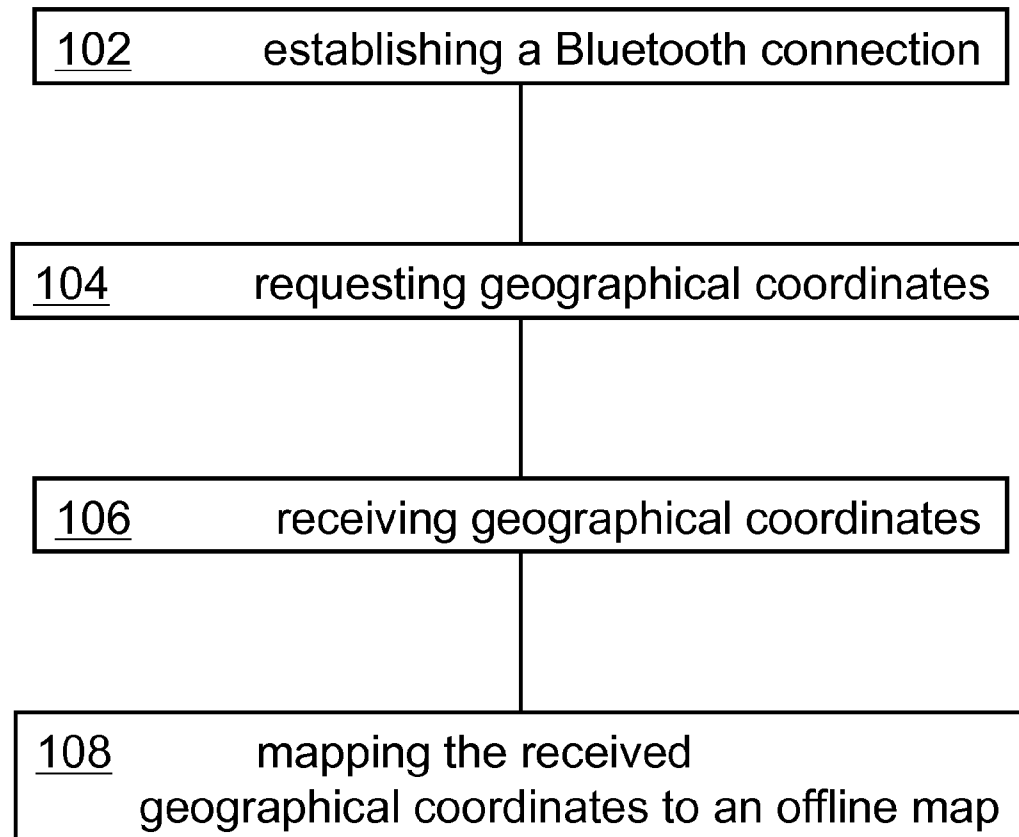 102 establishing a Bluetooth connection
104 requesting geographical coordinates
106 receiving geographical coordinates
108 mapping the received
geographical coordinates to an offline map